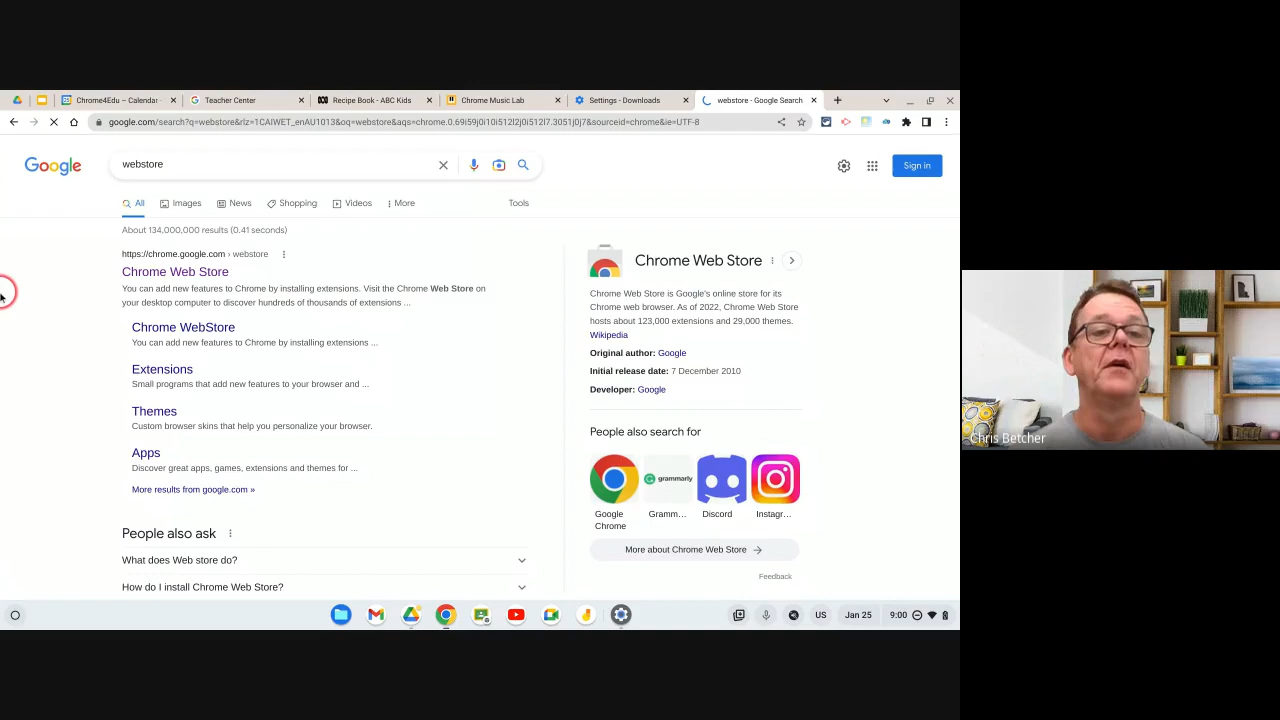 Chrome4Edu – Calendar -
Teacher Center
Recipe Book - ABC Kids
Chrome Music Lab
Settings - Downloads
webstore - Google Search
google.com/search?q=webstore&rlz=1CAIWET_enAU1013&oq=webstore&aqs=chrome.0.69i59j0i10i512l2j0i512l7.3051j0j7&sourceid=chrome&ie=UTF-8
Google
webstore
Sign in
All
Images
News
Shopping
Videos
More
Tools
About 134,000,000 results (0.41 seconds)
https://chrome.google.com › webstore
Chrome Web Store
You can add new features to Chrome by installing extensions. Visit the Chrome Web Store on
your desktop computer to discover hundreds of thousands of extensions ...
Chrome WebStore
You can add new features to Chrome by installing extensions ...
Extensions
Small programs that add new features to your browser and ...
Themes
Custom browser skins that help you personalize your browser.
Apps
Discover great apps, games, extensions and themes for ...
More results from google.com »
People also ask
What does Web store do?
How do I install Chrome Web Store?
Chrome Web Store
Chrome Web Store is Google's online store for its
Chrome web browser. As of 2022, Chrome Web Store
hosts about 123,000 extensions and 29,000 themes.
Wikipedia
Original author: Google
Initial release date: 7 December 2010
Developer: Google
People also search for
grammarly
Google
Chrome
Gramm...
Discord
Instagr...
More about Chrome Web Store
Feedback
US
Jan 25
9:00
Chris Betcher